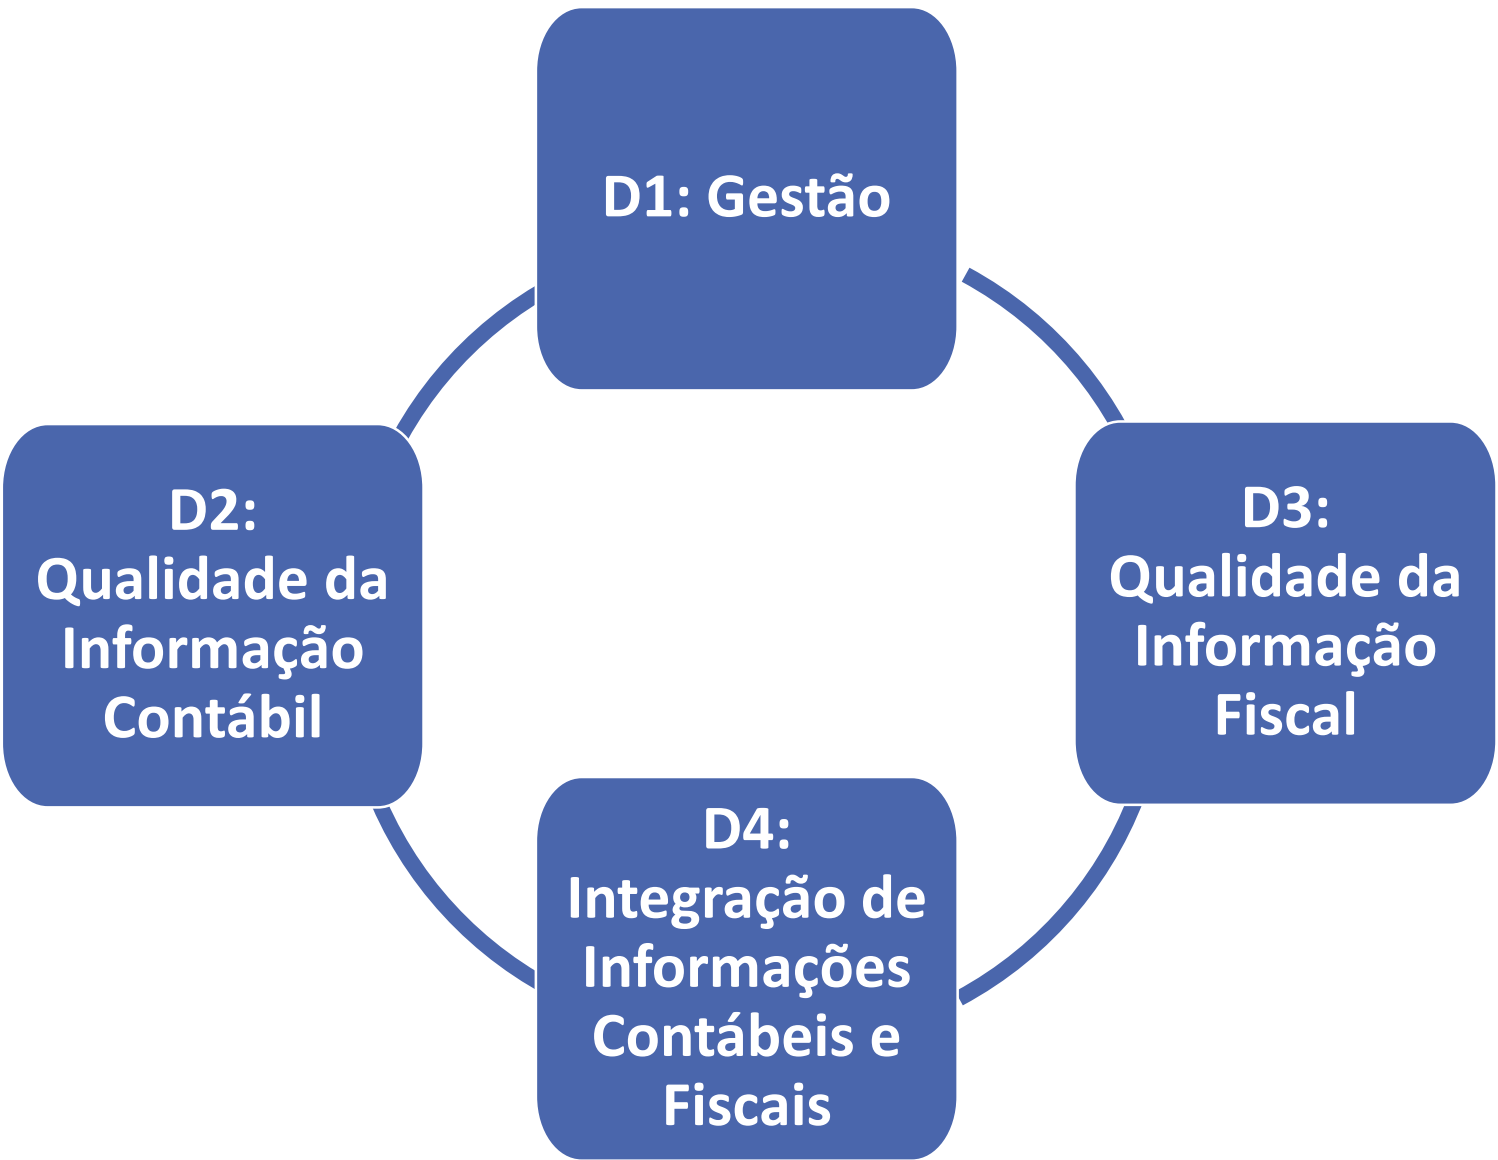 D1: Gestão
D2:
Qualidade da
Informação
Contábil
D3:
Qualidade da
Informação
Fiscal
D4:
Integração de
Informações
Contábeis e
Fiscais